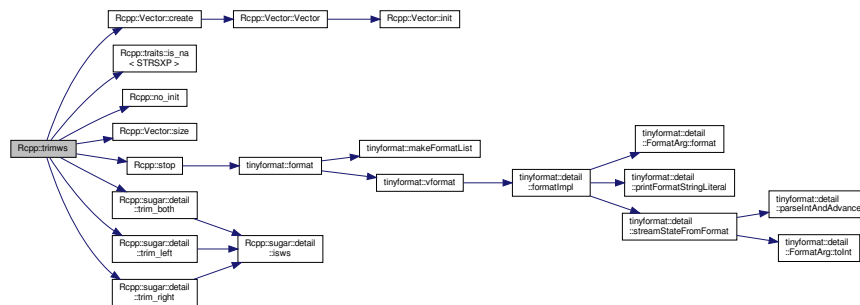 Rcpp::trimws
Rcpp::Vector::create
Rcpp::Vector::Vector
Rcpp::Vector::init
Rcpp::traits::is_na
< STRSXP >
Rcpp::no_init
Rcpp::Vector::size
Rcpp::stop
tinyformat::format
tinyformat::makeFormatList
tinyformat::vformat
tinyformat::detail
::formatImpl
tinyformat::detail
::FormatArg::format
tinyformat::detail
::printFormatStringLiteral
tinyformat::detail
::streamStateFromFormat
tinyformat::detail
::parseIntAndAdvance
tinyformat::detail
::FormatArg::toInt
Rcpp::sugar::detail
::trim_both
Rcpp::sugar::detail
::trim_left
Rcpp::sugar::detail
::trim_right
Rcpp::sugar::detail
::isws